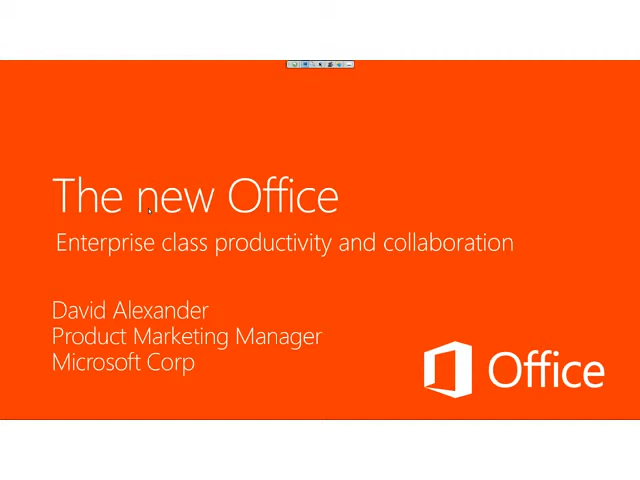 The new Office
Enterprise class productivity and collaboration
David Alexander
Product Marketing Manager
Microsoft Corp
Office